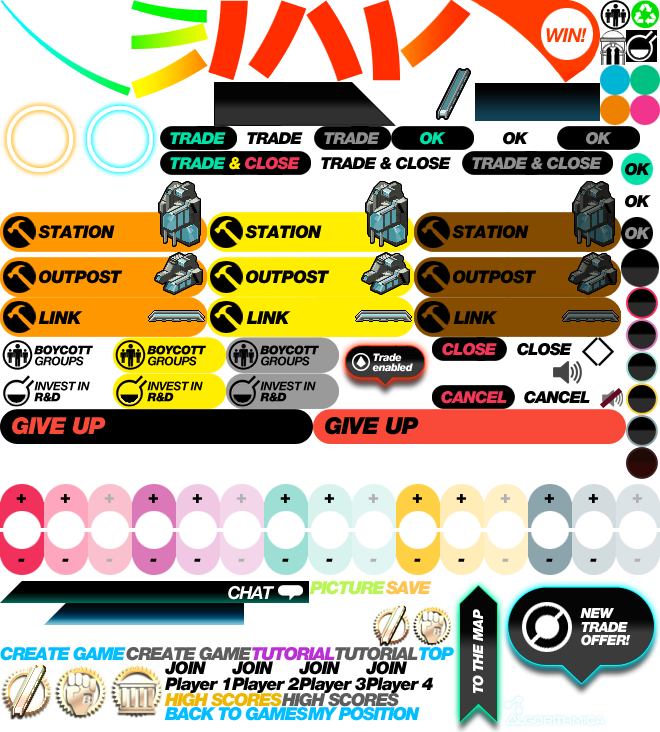 WIN!
TRADE TRADE TRADE OK OK OK
TRADE & CLOSE TRADE & CLOSE TRADE & CLOSE
OK
OK
OK
STATION STATION STATION
OUTPOST OUTPOST OUTPOST
LINK LINK LINK
BOYCOTT GROUPS
BOYCOTT GROUPS
BOYCOTT GROUPS
Trade enabled
CLOSE CLOSE
INVEST IN R&D
INVEST IN R&D
INVEST IN R&D
CANCEL CANCEL
GIVE UP GIVE UP
+ + + + + + + + + + + + + + +
- - - - - - - - - - - - - - -
CHAT
PICTURE SAVE
TO THE MAP
NEW
TRADE
OFFER!
CREATE GAME CREATE GAME TUTORIAL TUTORIAL TOP
JOIN JOIN JOIN JOIN
Player 1 Player 2 Player 3 Player 4
HIGH SCORES HIGH SCORES
BACK TO GAMES MY POSITION